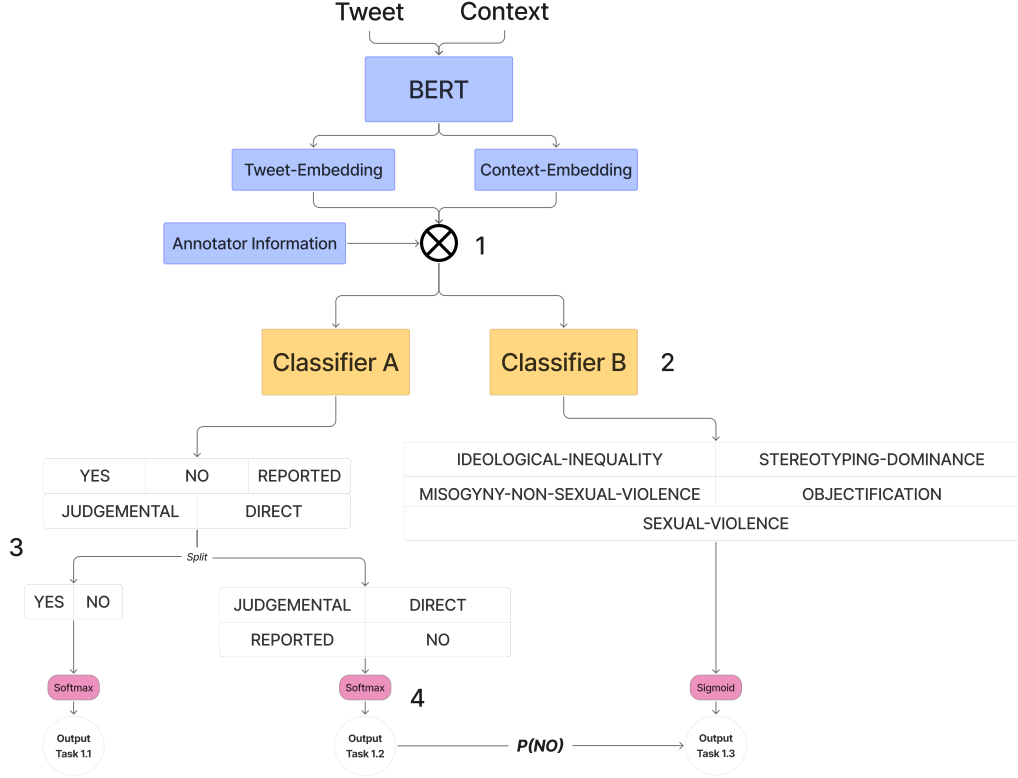 Tweet Context
BERT
Tweet-Embedding Context-Embedding
Annotator Information 1
Classifier A Classifier B 2
YES NO REPORTED
JUDGEMENTAL DIRECT
IDEOLOGICAL-INEQUALITY STEREOTYPING-DOMINANCE
MISOGYNY-NON-SEXUAL-VIOLENCE OBJECTIFICATION
SEXUAL-VIOLENCE
3
Split
YES NO
JUDGEMENTAL DIRECT
REPORTED NO
Softmax Softmax 4 Sigmoid
Output
Task 1.1
Output
Task 1.2
P(NO)
Output
Task 1.3